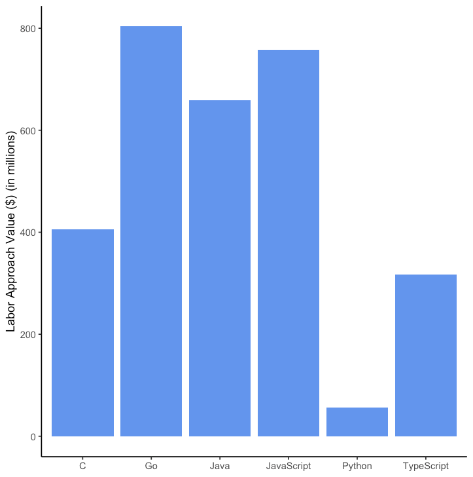 Labor Approach Value ($) (in millions)
800
600
400
200
0
C Go Java JavaScript Python TypeScript